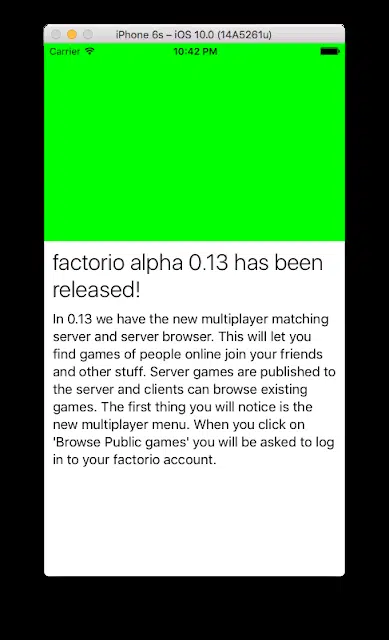 iPhone 6s – iOS 10.0 (14A5261u)
Carrier 10:42 PM
factorio alpha 0.13 has been
released!
In 0.13 we have the new multiplayer matching
server and server browser. This will let you
find games of people online join your friends
and other stuff. Server games are published to
the server and clients can browse existing
games. The first thing you will notice is the
new multiplayer menu. When you click on
'Browse Public games' you will be asked to log
in to your factorio account.